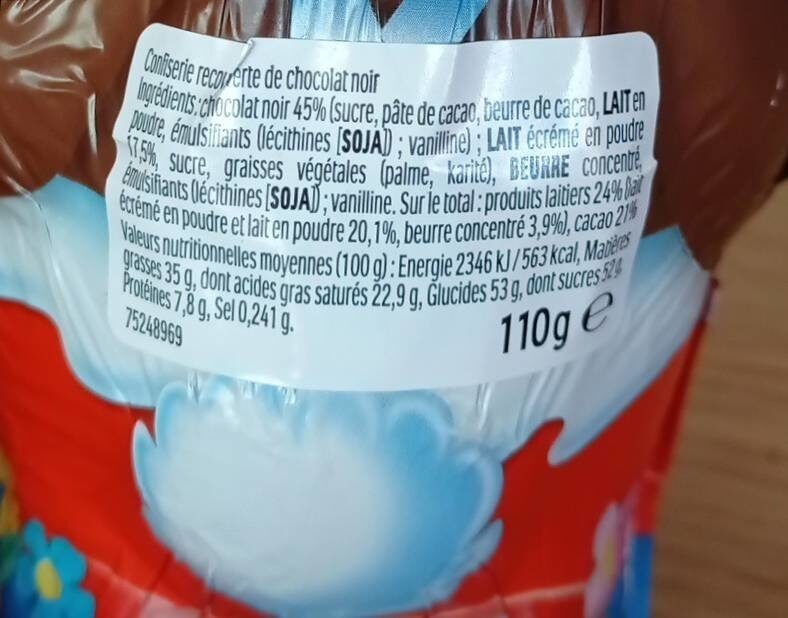 Confiserie recouverte de chocolat noir
Ingrédients : chocolat noir 45% (sucre, pâte de cacao, beurre de cacao, LAIT en
poudre, émulsifiants (lécithines [SOJA]) ; vanilline) ; LAIT écrémé en poudre
17,5%, sucre, graisses végétales (palme, karité), BEURRE concentré,
émulsifiants (lécithines [SOJA]) ; vanilline. Sur le total : produits laitiers 24% (lait
écrémé en poudre et lait en poudre 20,1%, beurre concentré 3,9%), cacao 21%
Valeurs nutritionnelles moyennes (100 g) : Energie 2346 kJ / 563 kcal, Matières
grasses 35 g, dont acides gras saturés 22,9 g, Glucides 53 g, dont sucres 52 g,
Protéines 7,8 g, Sel 0,241 g.
75248969
110g e